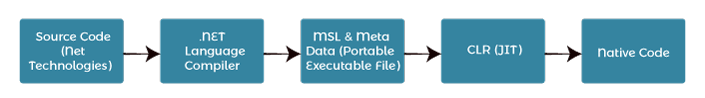 Source Code
(Net
Technologies)
.NET
Language
Compiler
MSL & Meta
Data (Portable
Executable File)
CLR (JIT)
Native Code